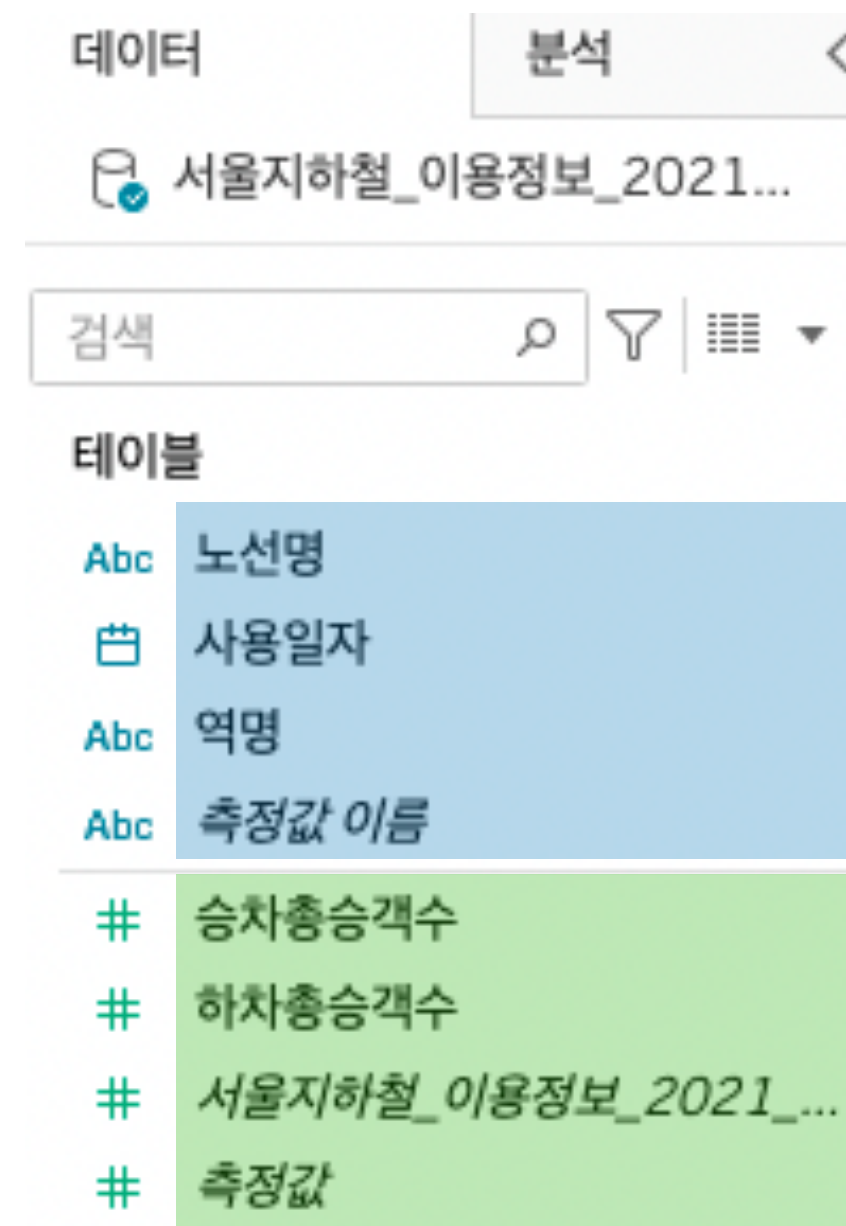 데이터 분석
서울지하철_이용정보_2021...
검색
테이블
Abc 노선명
사용일자
Abc 역명
Abc 측정값 이름
# 승차총승객수
# 하차총승객수
# 서울지하철_이용정보_2021_...
# 측정값